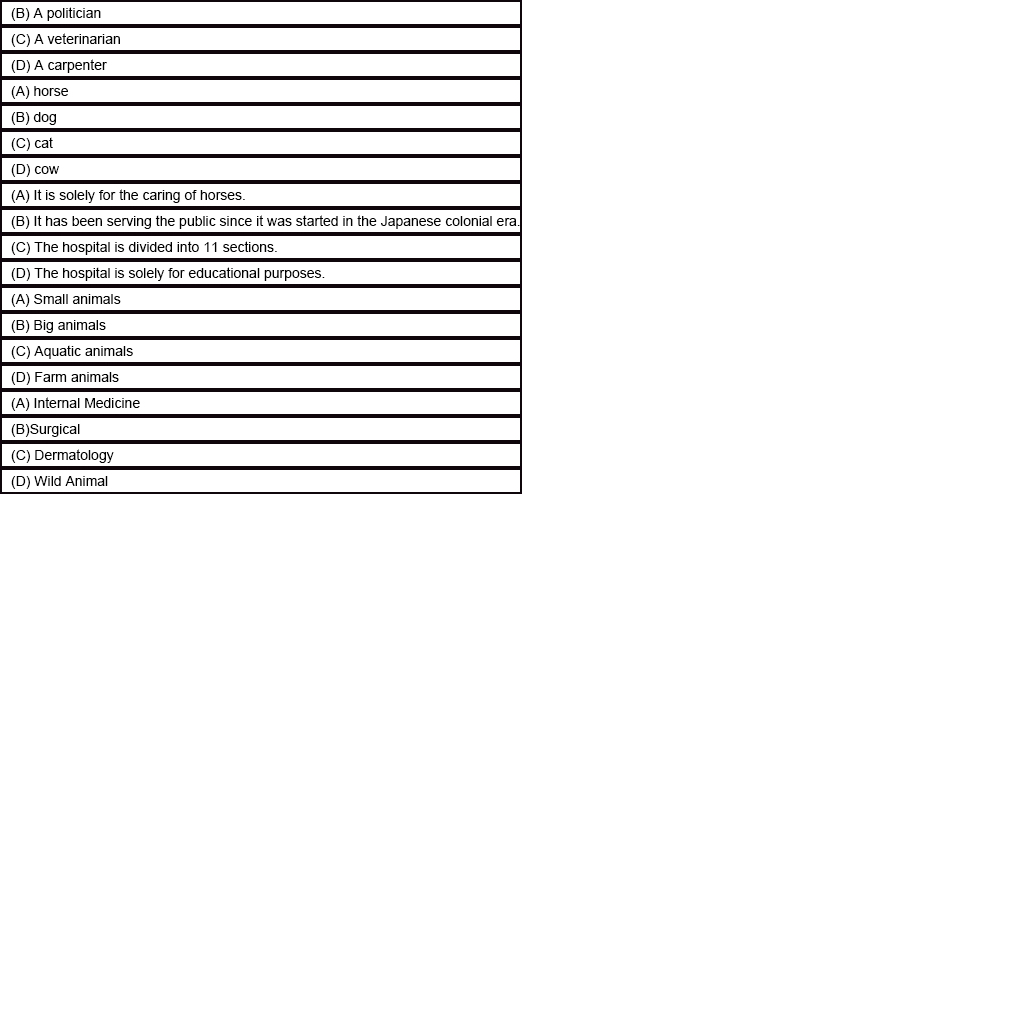 (B) A politician
(C) A veterinarian
(D) A carpenter
(A) horse
(B) dog
(C) cat
(D) cow
(A) It is solely for the caring of horses.
(B) It has been serving the public since it was started in the Japanese colonial era.
(C) The hospital is divided into 11 sections.
(D) The hospital is solely for educational purposes.
(A) Small animals
(B) Big animals
(C) Aquatic animals
(D) Farm animals
(A) Internal Medicine
(B)Surgical
(C) Dermatology
(D) Wild Animal